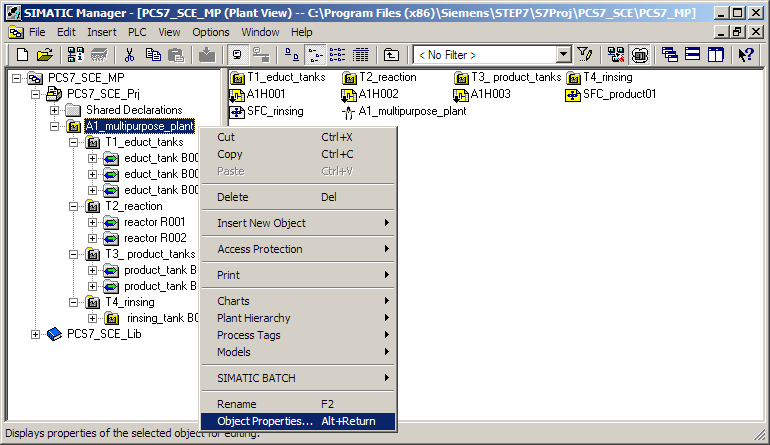 SIMATIC Manager - [PCS7_SCE_MP (Plant View) -- C:\Program Files (x86)\Siemens\STEP7\S7Proj\PCS7_SCE\PCS7_MP]
File Edit Insert PLC View Options Window Help
< No Filter >
PCS7_SCE_MP
PCS7_SCE_Prj
Shared Declarations
A1_multipurpose_plant
T1_educt_tanks
educt_tank B00
educt_tank B00
educt_tank B00
T2_reaction
reactor R001
reactor R002
T3_ product_tanks
product_tank B
product_tank B
T4_rinsing
rinsing_tank B0
PCS7_SCE_Lib
T1_educt_tanks T2_reaction T3_ product_tanks T4_rinsing
A1H001 A1H002 A1H003 SFC_product01
SFC_rinsing A1_multipurpose_plant
Cut Ctrl+X
Copy Ctrl+C
Paste Ctrl+V
Delete Del
Insert New Object
Access Protection
Print
Charts
Plant Hierarchy
Process Tags
Models
SIMATIC BATCH
Rename F2
Object Properties... Alt+Return
Displays properties of the selected object for editing.